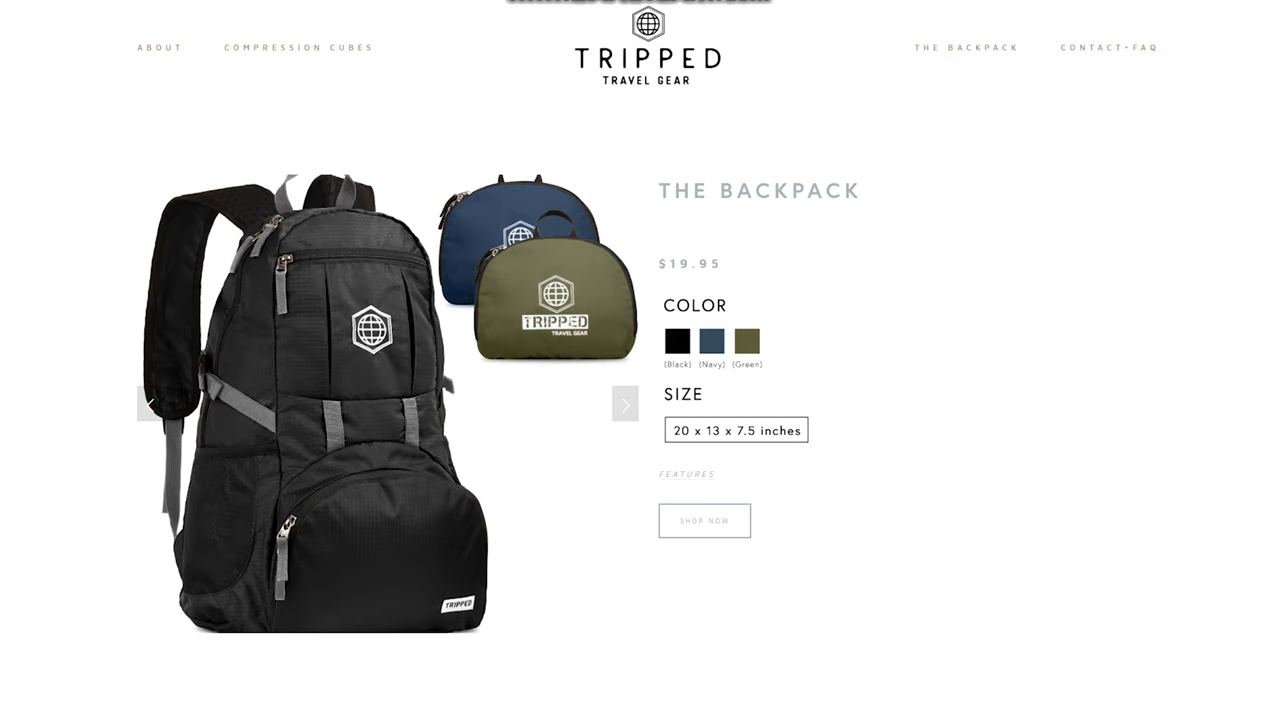 ABOUT
COMPRESSION CUBES
TRIPPED
TRAVEL GEAR
THE BACKPACK
CONTACT•FAQ
TRIPPED
TRAVEL GEAR
TRIPPED
THE BACKPACK
$19.95
COLOR
(Black) (Navy) (Green)
SIZE
20 x 13 x 7.5 inches
FEATURES
SHOP NOW